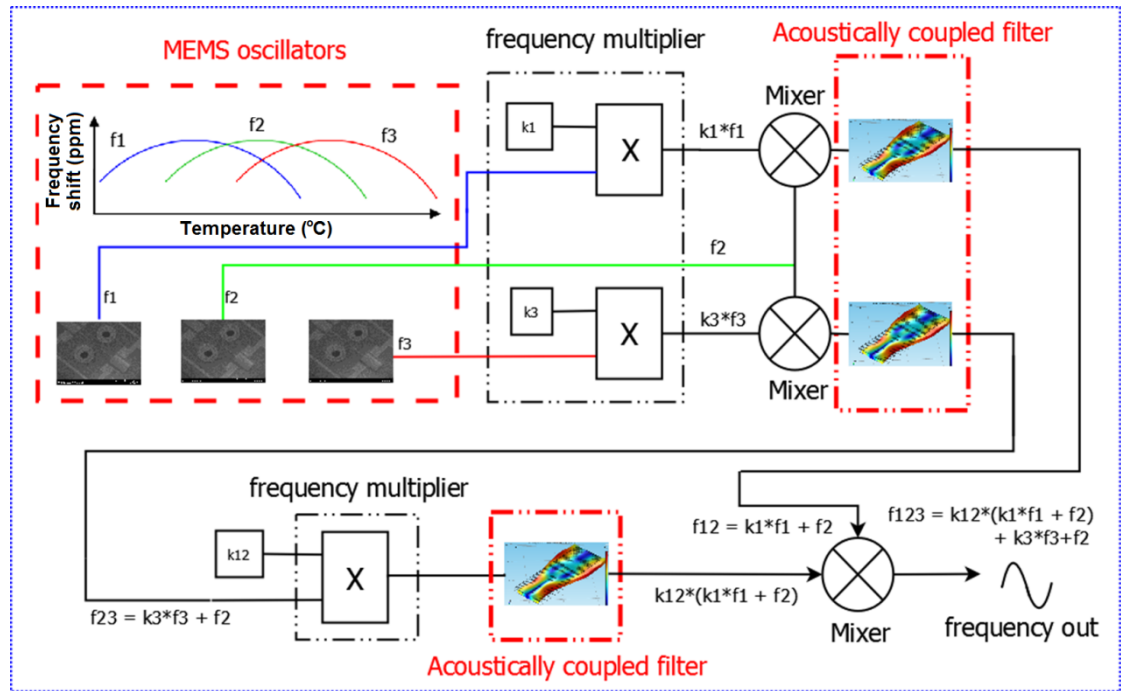 MEMS oscillators
frequency multiplier
Acoustically coupled filter
Frequency
shift (ppm)
f1
f2
f3
Temperature (°C)
k1
X
k1*f1
Mixer
f2
f1
f2
f3
k3
X
k3*f3
Mixer
frequency multiplier
k12
X
f23 = k3*f3 + f2
Acoustically coupled filter
f12 = k1*f1 + f2
k12*(k1*f1 + f2)
Mixer
f123 = k12*(k1*f1 + f2)
+ k3*f3+f2
frequency out